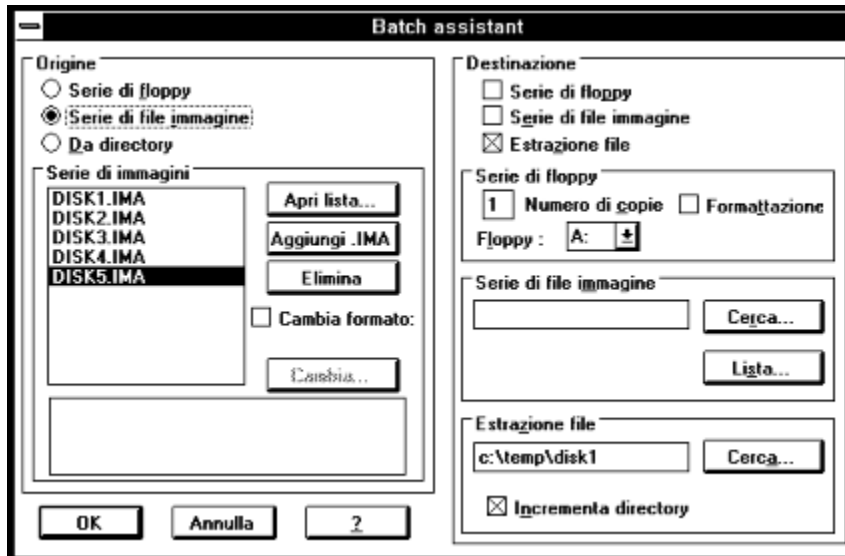 Batch assistant
Origine
Serie di floppy
Serie di file immagine
Da directory
Serie di immagini
DISK1.IMA
DISK2.IMA
DISK3.IMA
DISK4.IMA
DISK5.IMA
Apri lista...
Aggiungi .IMA
Elimina
Cambia formato:
Cambia...
OK
Annulla
?
Destinazione
Serie di floppy
Serie di file immagine
Estrazione file
Serie di floppy
1 Numero di copie Formattazione
Floppy : A:
Serie di file immagine
Cerca...
Lista...
Estrazione file
c:\temp\disk1 Cerca...
Incrementa directory